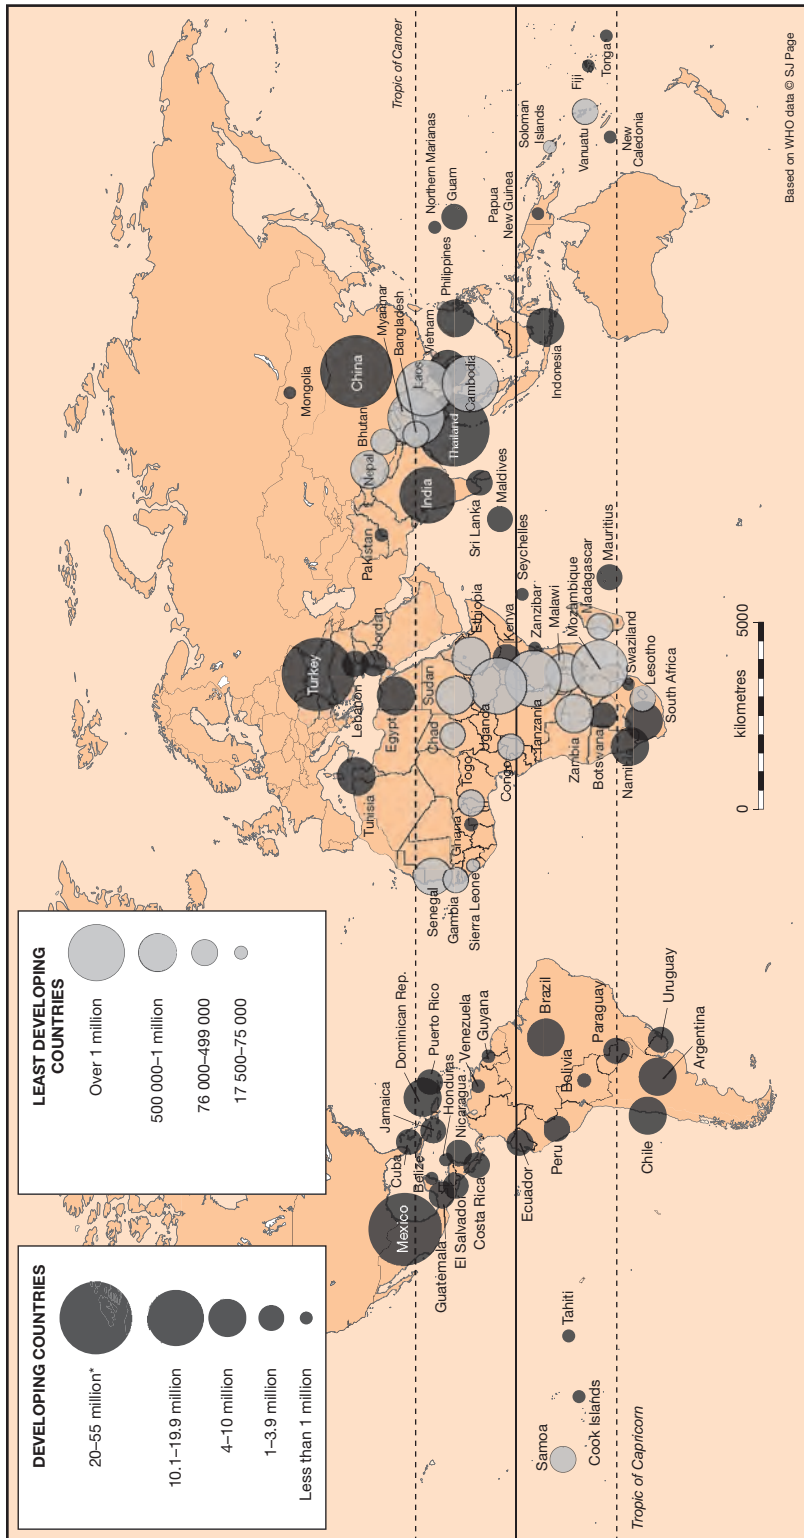 DEVELOPING COUNTRIES
20–55 million*
10.1–19.9 million
4–10 million
1–3.9 million
Less than 1 million
LEAST DEVELOPING
COUNTRIES
Over 1 million
500 000–1 million
76 000–499 000
17 500–75 000
Mexico
Cuba
Belize
Jamaica
Dominican Rep.
Puerto Rico
Honduras
Nicaragua
Venezuela
Guyana
Guatemala
El Salvador
Costa Rica
Ecuador
Peru
Bolivia
Brazil
Paraguay
Uruguay
Argentina
Chile
Samoa
Cook Islands
Tahiti
Tropic of Capricorn
Turkey
Lebanon
Jordan
Tunisia
Egypt
Senegal
Gambia
Sierra Leone
Ghana
Togo
Chad
Sudan
Ethiopia
Uganda
Kenya
Congo
Tanzania
Zanzibar
Malawi
Mozambique
Madagascar
Zambia
Botswana
Namibia
Swaziland
Lesotho
South Africa
Mauritius
Seychelles
0
5000
kilometres
Mongolia
China
Pakistan
Nepal
Bhutan
Myanmar
Bangladesh
India
Sri Lanka
Maldives
Thailand
Laos
Vietnam
Cambodia
Philippines
Indonesia
Northern Marianas
Guam
Papua
New Guinea
Tropic of Cancer
Soloman
Islands
Vanuatu
Fiji
Tonga
New
Caledonia
Based on WHO data © SJ Page